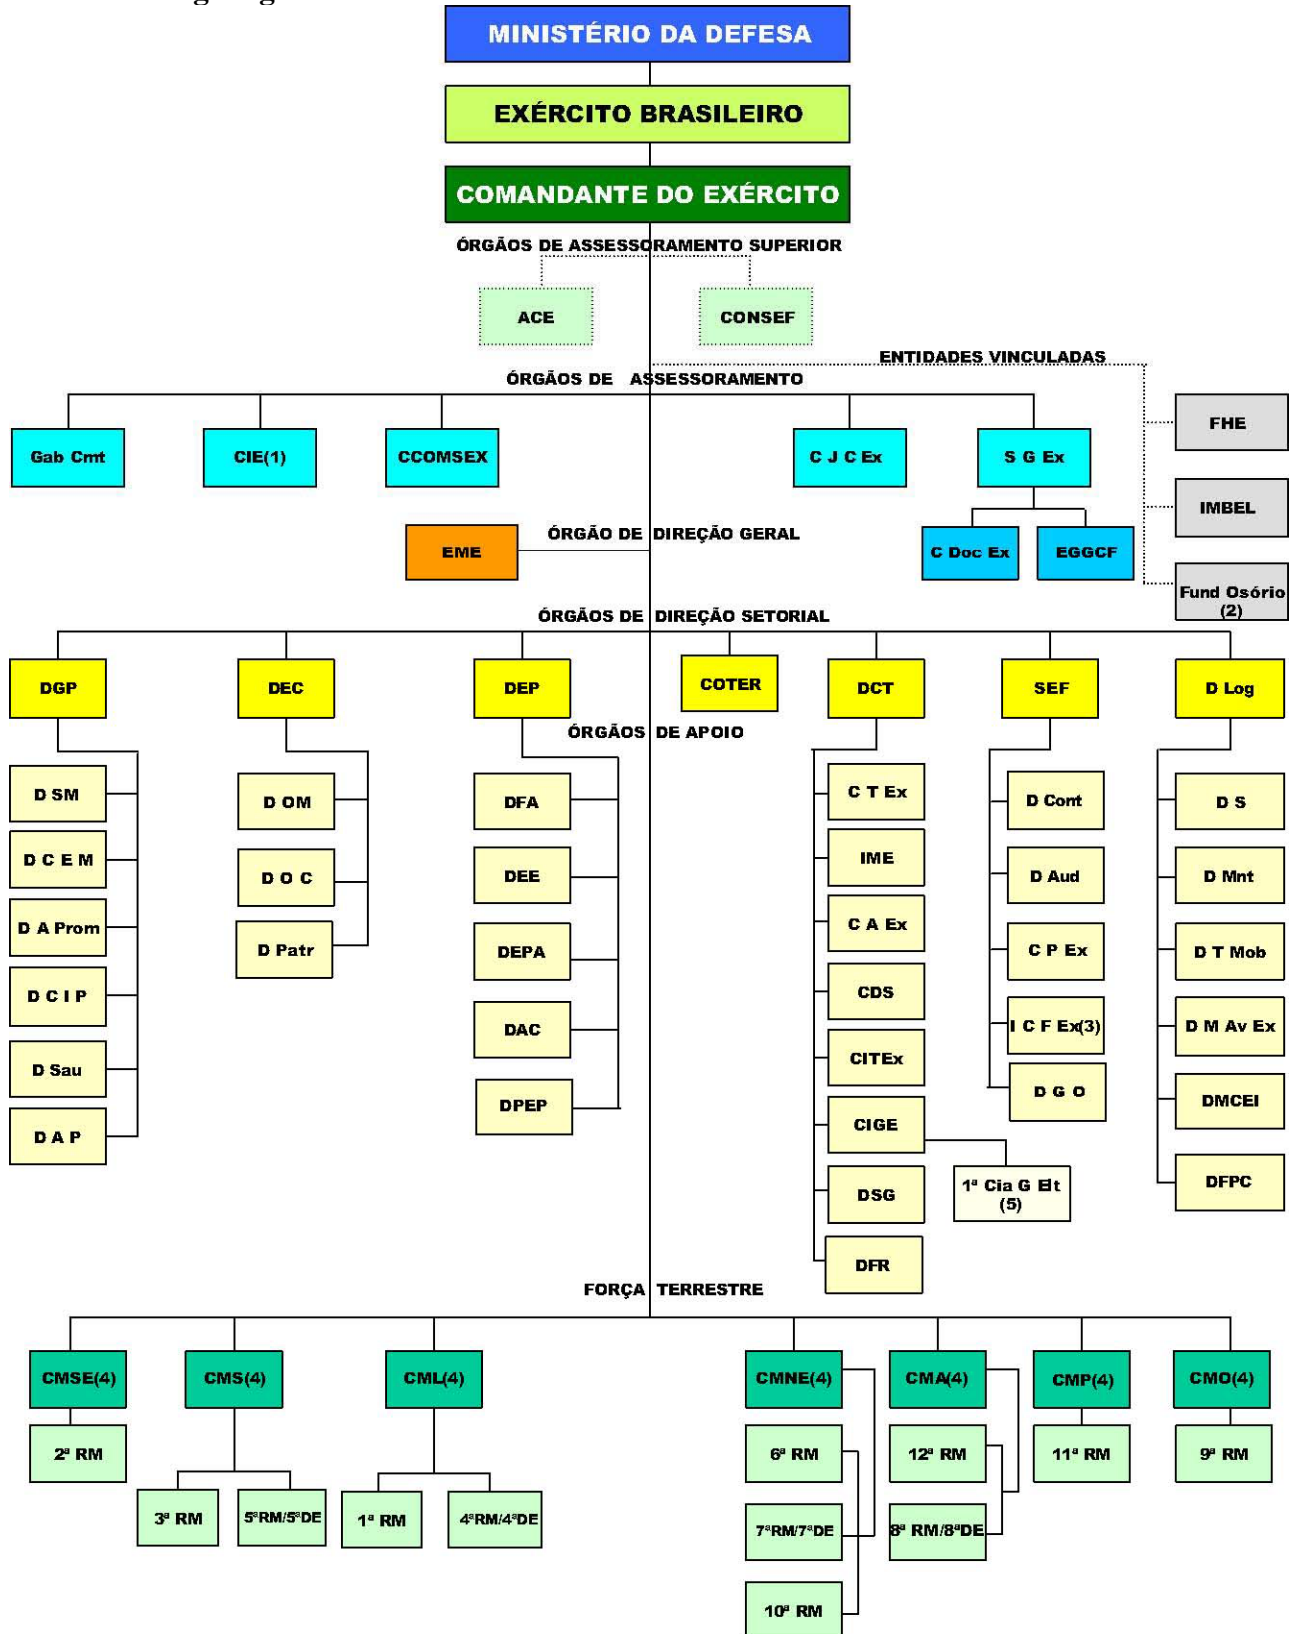 MINISTÉRIO DA DEFESA
EXÉRCITO BRASILEIRO
COMANDANTE DO EXÉRCITO
ÓRGÃOS DE ASSESSORAMENTO SUPERIOR
ACE
CONSEF
ENTIDADES VINCULADAS
ÓRGÃOS DE ASSESSORAMENTO
Gab Cmt
CIE(1)
CCOMSEX
C J C Ex
S G Ex
FHE
IMBEL
Fund Osório
(2)
C Doc Ex
EGGCF
ÓRGÃO DE DIREÇÃO GERAL
EME
ÓRGÃOS DE DIREÇÃO SETORIAL
DGP
DEC
DEP
COTER
DCT
SEF
D Log
ÓRGÃOS DE APOIO
D SM
D C E M
D A Prom
D C I P
D Sau
D A P
D OM
D O C
D Patr
DFA
DEE
DEPA
DAC
DPEP
C T Ex
IME
C A Ex
CDS
CITEx
CIGE
DSG
DFR
1ª Cia G Elt
(5)
D Cont
D Aud
C P Ex
I C F Ex(3)
D G O
D S
D Mnt
D T Mob
D M Av Ex
DMCEI
DFPC
FORÇA TERRESTRE
CMSE(4)
CMS(4)
CML(4)
CMNE(4)
CMA(4)
CMP(4)
CMO(4)
2ª RM
3ª RM
5ªRM/5ªDE
1ª RM
4ªRM/4ªDE
6ª RM
7ªRM/7ªDE
10ª RM
12ª RM
8ª RM/8ªDE
11ª RM
9ª RM